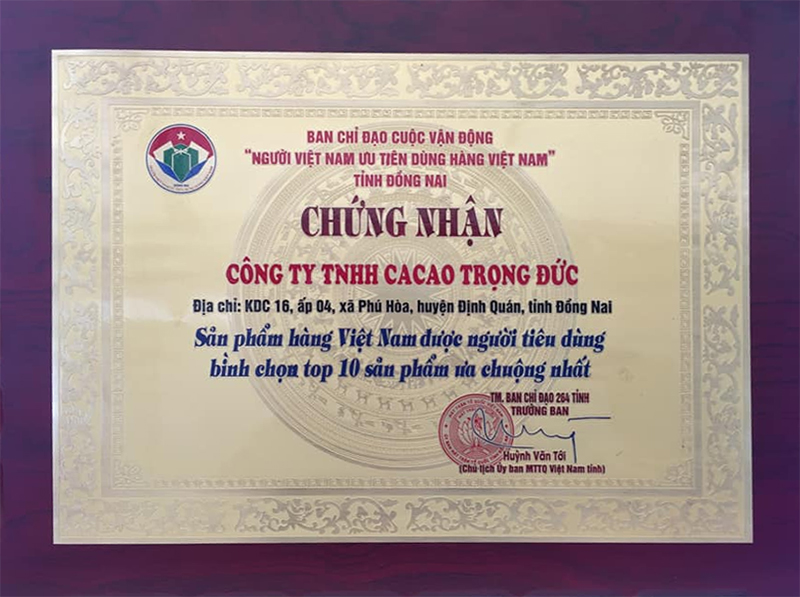 BAN CHỈ ĐẠO CUỘC VẬN ĐỘNG
"NGƯỜI VIỆT NAM ƯU TIÊN DÙNG HÀNG VIỆT NAM"
TỈNH ĐỒNG NAI
CHỨNG NHẬN
CÔNG TY TNHH CACAO TRỌNG ĐỨC
Địa chỉ: KDC 16, ấp 04, xã Phú Hòa, huyện Định Quán, tỉnh Đồng Nai
Sản phẩm hàng Việt Nam được người tiêu dùng
bình chọn top 10 sản phẩm ưa chuộng nhất
TM. BAN CHỈ ĐẠO 264 TỈNH
TRƯỞNG BAN
Huỳnh Văn Tới
(Chủ tịch Ủy ban MTTQ Việt Nam tỉnh)